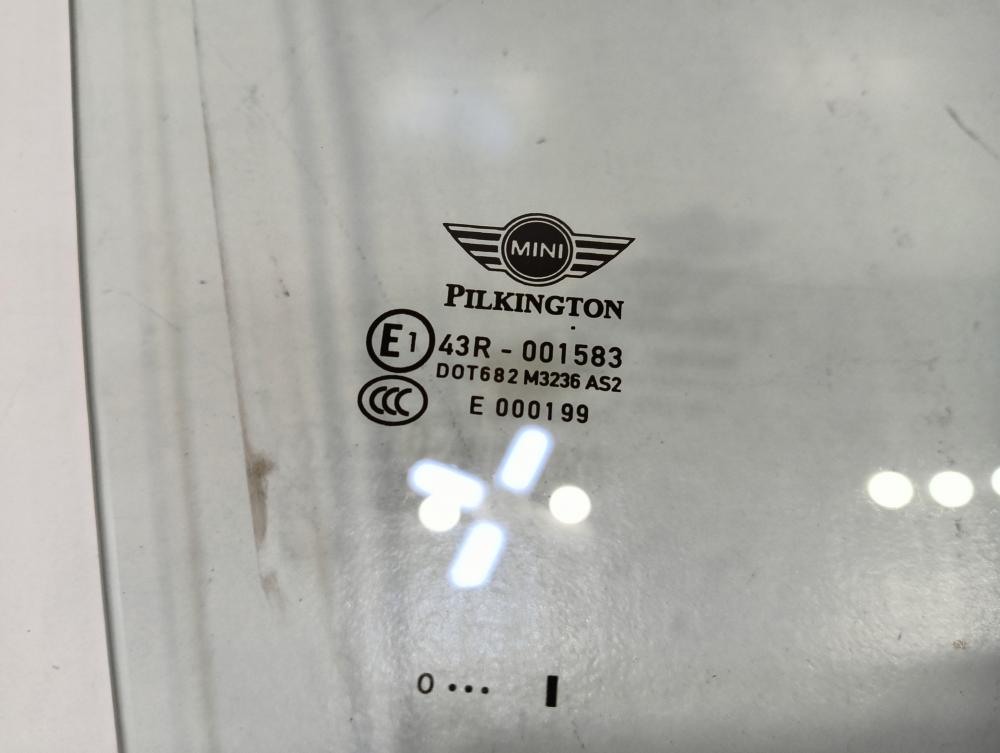 MINI
PILKINGTON
E1 43R - 001583
DOT682 M3236 AS2
CCC E 000199
0 •••